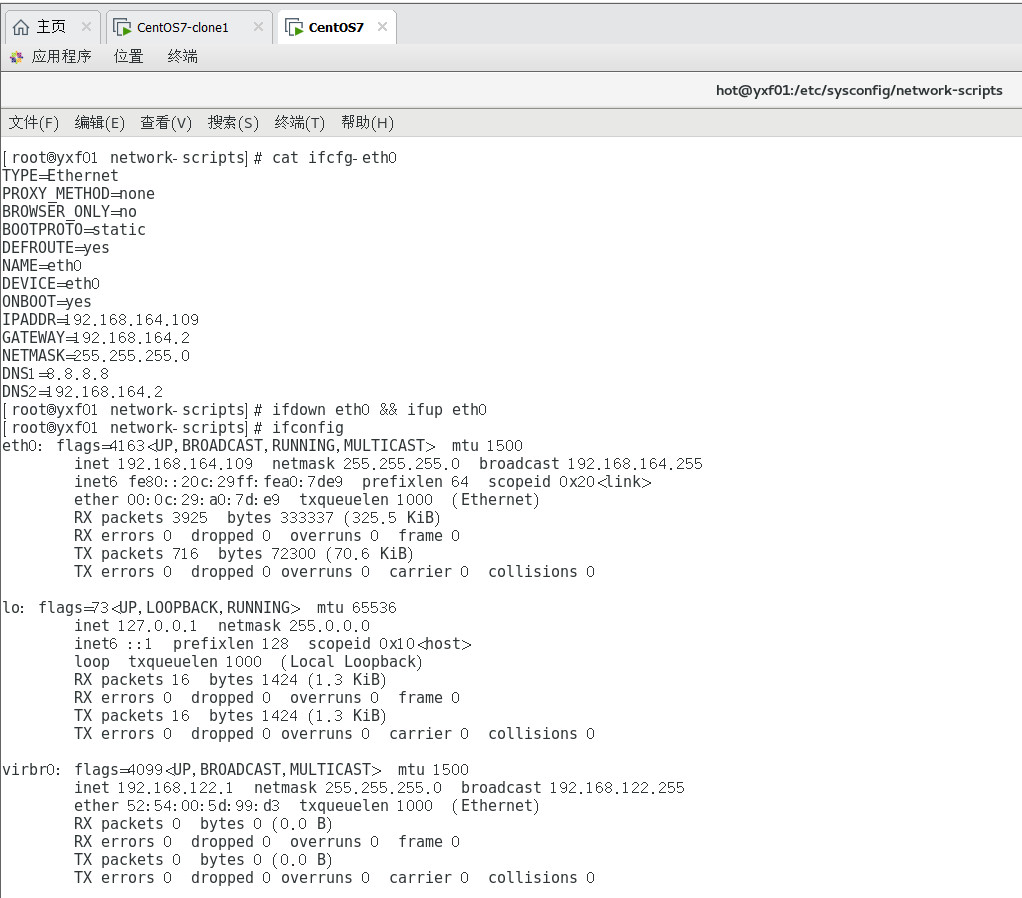 主页 CentOS7-clone1 CentOS7
应用程序 位置 终端
hot@yxf01:/etc/sysconfig/network-scripts
文件(F) 编辑(E) 查看(V) 搜索(S) 终端(T) 帮助(H)
[root@yxf01 network-scripts]# cat ifcfg-eth0
TYPE=Ethernet
PROXY_METHOD=none
BROWSER_ONLY=no
BOOTPROTO=static
DEFROUTE=yes
NAME=eth0
DEVICE=eth0
ONBOOT=yes
IPADDR=192.168.164.109
GATEWAY=192.168.164.2
NETMASK=255.255.255.0
DNS1=8.8.8.8
DNS2=192.168.164.2
[root@yxf01 network-scripts]# ifdown eth0 && ifup eth0
[root@yxf01 network-scripts]# ifconfig
eth0: flags=4163<UP,BROADCAST,RUNNING,MULTICAST>  mtu 1500
        inet 192.168.164.109  netmask 255.255.255.0  broadcast 192.168.164.255
        inet6 fe80::20c:29ff:fea0:7de9  prefixlen 64  scopeid 0x20<link>
        ether 00:0c:29:a0:7d:e9  txqueuelen 1000  (Ethernet)
        RX packets 3925  bytes 333337 (325.5 KiB)
        RX errors 0  dropped 0  overruns 0  frame 0
        TX packets 716  bytes 72300 (70.6 KiB)
        TX errors 0  dropped 0 overruns 0  carrier 0  collisions 0

lo: flags=73<UP,LOOPBACK,RUNNING>  mtu 65536
        inet 127.0.0.1  netmask 255.0.0.0
        inet6 ::1  prefixlen 128  scopeid 0x10<host>
        loop  txqueuelen 1000  (Local Loopback)
        RX packets 16  bytes 1424 (1.3 KiB)
        RX errors 0  dropped 0  overruns 0  frame 0
        TX packets 16  bytes 1424 (1.3 KiB)
        TX errors 0  dropped 0 overruns 0  carrier 0  collisions 0

virbr0: flags=4099<UP,BROADCAST,MULTICAST>  mtu 1500
        inet 192.168.122.1  netmask 255.255.255.0  broadcast 192.168.122.255
        ether 52:54:00:5d:99:d3  txqueuelen 1000  (Ethernet)
        RX packets 0  bytes 0 (0.0 B)
        RX errors 0  dropped 0  overruns 0  frame 0
        TX packets 0  bytes 0 (0.0 B)
        TX errors 0  dropped 0 overruns 0  carrier 0  collisions 0